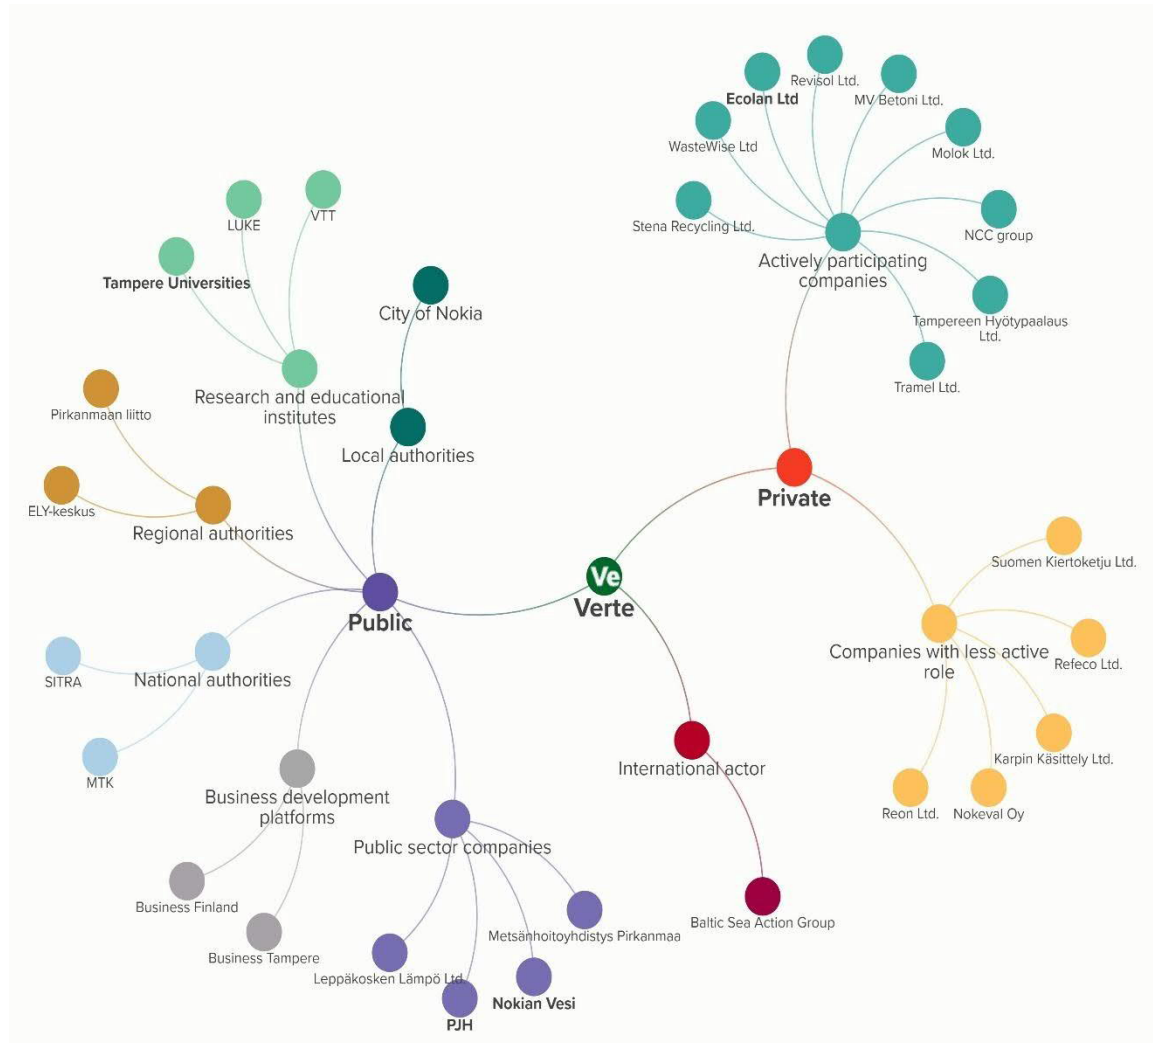 Revisol Ltd.
Ecolan Ltd
MV Betoni Ltd.
WasteWise Ltd
Molok Ltd.
Stena Recycling Ltd.
NCC group
Actively participating
companies
Tampereen Hyötypaalaus
Ltd.
Tramel Ltd.
VTT
LUKE
Tampere Universities
City of Nokia
Research and educational
institutes
Pirkanmaan liitto
Local authorities
ELY-keskus
Regional authorities
Private
Ve
Verte
Public
SITRA
National authorities
MTK
Business development
platforms
Business Finland
Business Tampere
Public sector companies
Metsänhoitoyhdistys Pirkanmaa
Leppäkosken Lämpö Ltd.
Nokian Vesi
PJH
International actor
Baltic Sea Action Group
Suomen Kiertoketju Ltd.
Companies with less active
role
Refeco Ltd.
Karpin Käsittely Ltd.
Reon Ltd.
Nokeval Oy